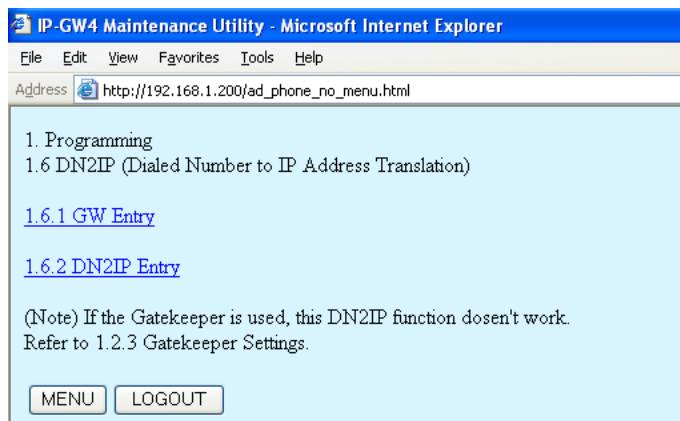 IP-GW4 Maintenance Utility - Microsoft Internet Explorer
File Edit View Favorites Tools Help
Address http://192.168.1.200/ad_phone_no_menu.html
1. Programming
1.6 DN2IP (Dialed Number to IP Address Translation)
1.6.1 GW Entry
1.6.2 DN2IP Entry
(Note) If the Gatekeeper is used, this DN2IP function dosen't work.
Refer to 1.2.3 Gatekeeper Settings.
MENU LOGOUT